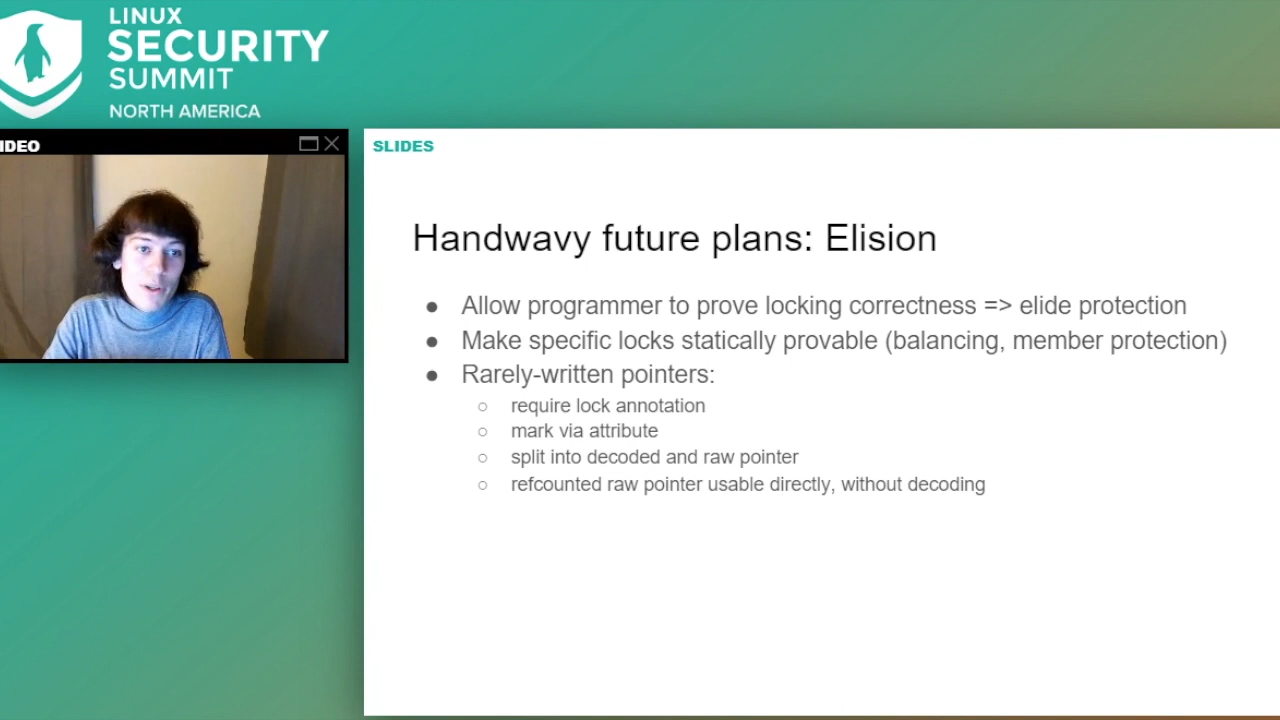 LINUX
SECURITY
SUMMIT
NORTH AMERICA
IDEO
SLIDES
Handwavy future plans: Elision
● Allow programmer to prove locking correctness => elide protection
● Make specific locks statically provable (balancing, member protection)
● Rarely-written pointers:
○ require lock annotation
○ mark via attribute
○ split into decoded and raw pointer
○ refcounted raw pointer usable directly, without decoding